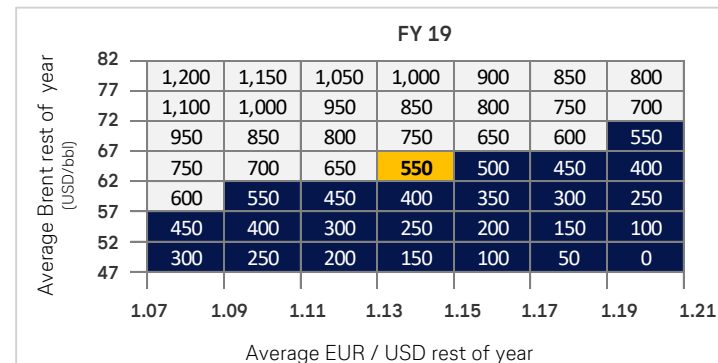 FY 19
82
1,200 1,150 1,050 1,000 900 850 800
77
1,100 1,000 950 850 800 750 700
72
950 850 800 750 650 600 550
67
750 700 650 550 500 450 400
62
600 550 450 400 350 300 250
57
450 400 300 250 200 150 100
52
300 250 200 150 100 50 0
47
1.07 1.09 1.11 1.13 1.15 1.17 1.19 1.21
Average Brent rest of year
(USD/bbl)
Average EUR / USD rest of year